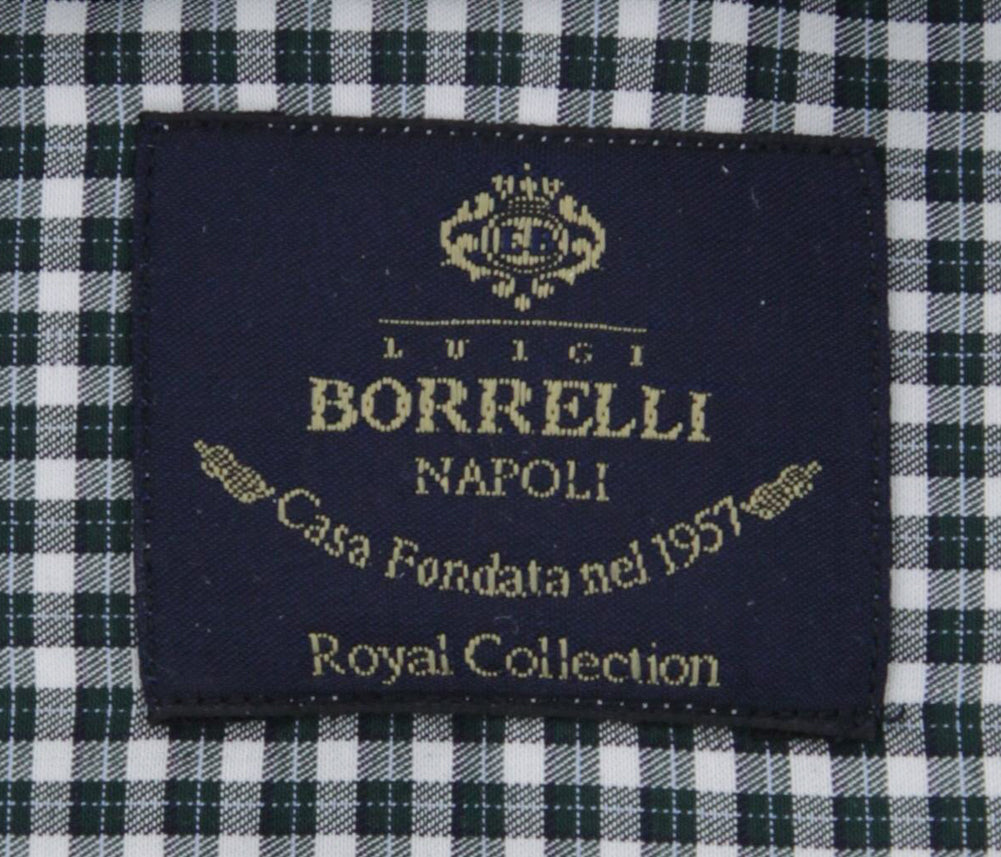 LUIGI
BORRELLI
NAPOLI
Casa Fondata nel 1957
Royal Collection